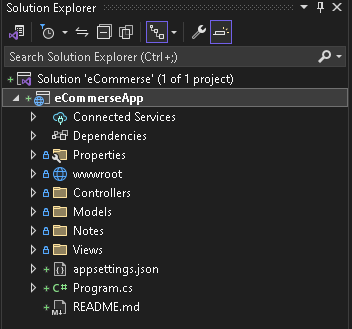 Solution Explorer
Search Solution Explorer (Ctrl+;)
Solution 'eCommerse' (1 of 1 project)
eCommerseApp
Connected Services
Dependencies
Properties
wwwroot
Controllers
Models
Notes
Views
appsettings.json
C# Program.cs
M↓ README.md